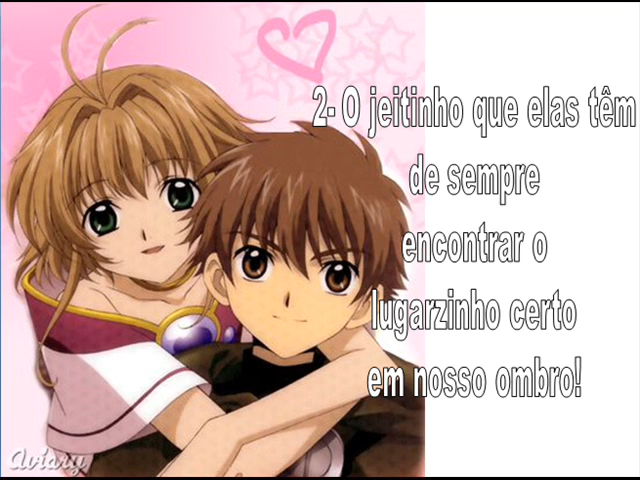 2- O jeitinho que elas têm
de sempre
encontrar o
lugarzinho certo
em nosso ombro!
Aviary